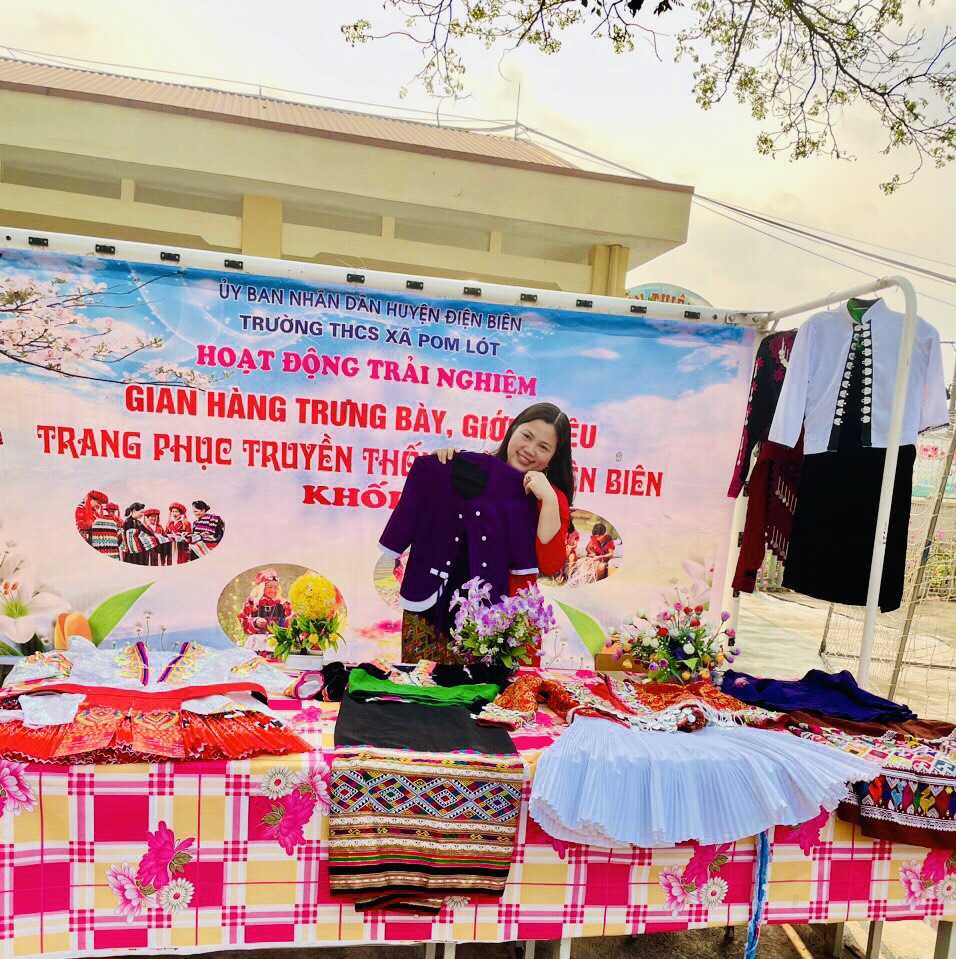 ỦY BAN NHÂN DÂN HUYỆN ĐIỆN BIÊN
TRƯỜNG THCS XÃ POM LÓT
HOẠT ĐỘNG TRẢI NGHIỆM
GIAN HÀNG TRƯNG BÀY,
TRANG PHỤC TRUYỀN THỐNG BIÊN
KHỐI